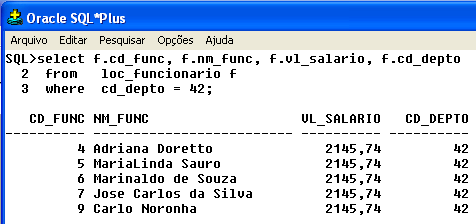 Oracle SQL*Plus
Arquivo Editar Pesquisar Opções Ajuda
SQL>select f.cd_func, f.nm_func, f.vl_salario, f.cd_depto
2 from loc_funcionario f
3 where cd_depto = 42;
CD_FUNC NM_FUNC VL_SALARIO CD_DEPTO
---------- ---------------------------------------- ---------- ----------
4 Adriana Doretto 2145,74 42
5 MariaLinda Sauro 2145,74 42
6 Marinaldo de Souza 2145,74 42
7 Jose Carlos da Silva 2145,74 42
9 Carlo Noronha 2145,74 42